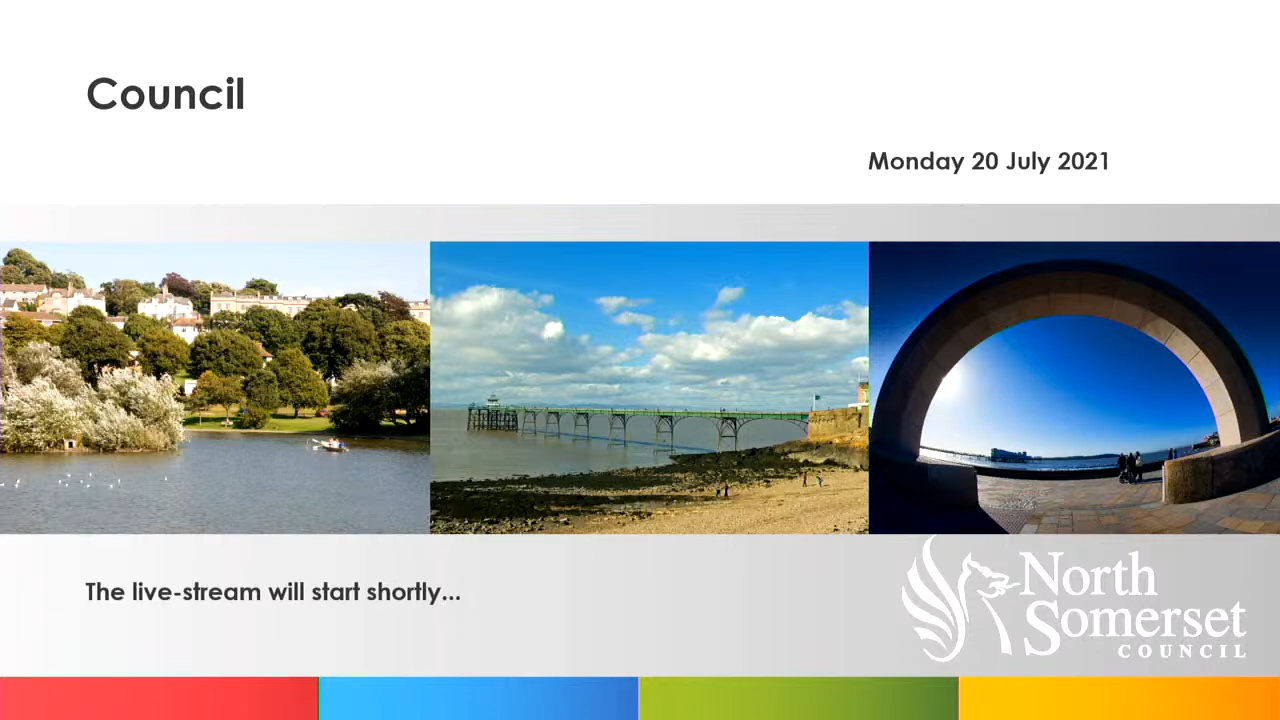 Council
Monday 20 July 2021
The live-stream will start shortly...
North
Somerset
COUNCIL